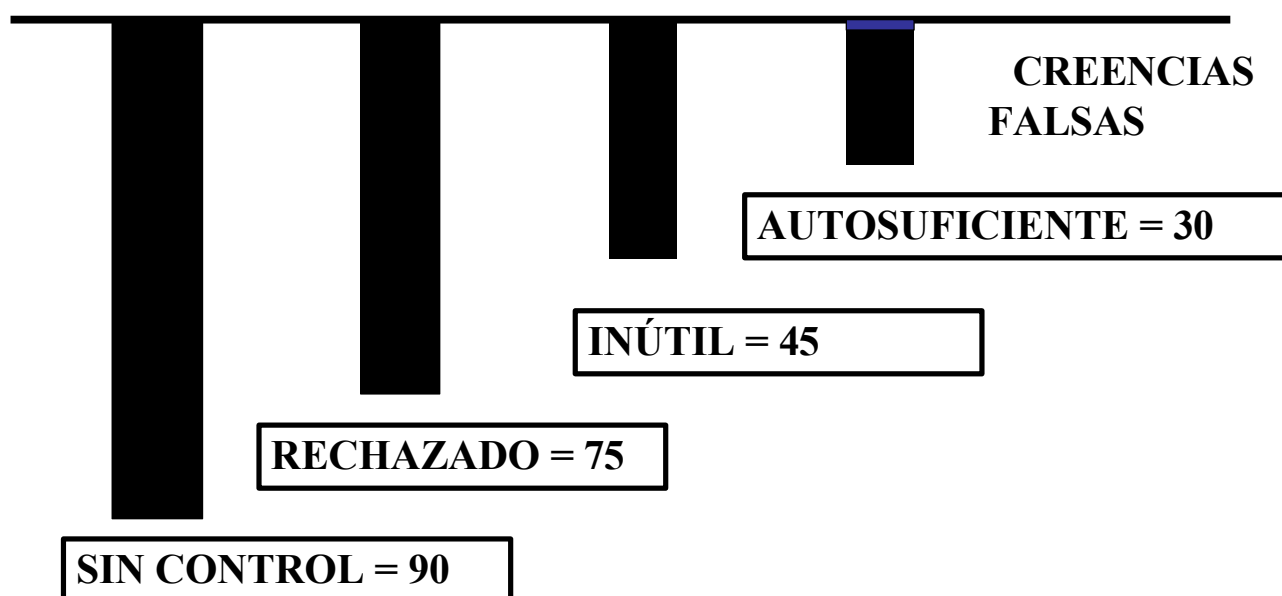 CREENCIAS
FALSAS
AUTOSUFICIENTE = 30
INÚTIL = 45
RECHAZADO = 75
SIN CONTROL = 90